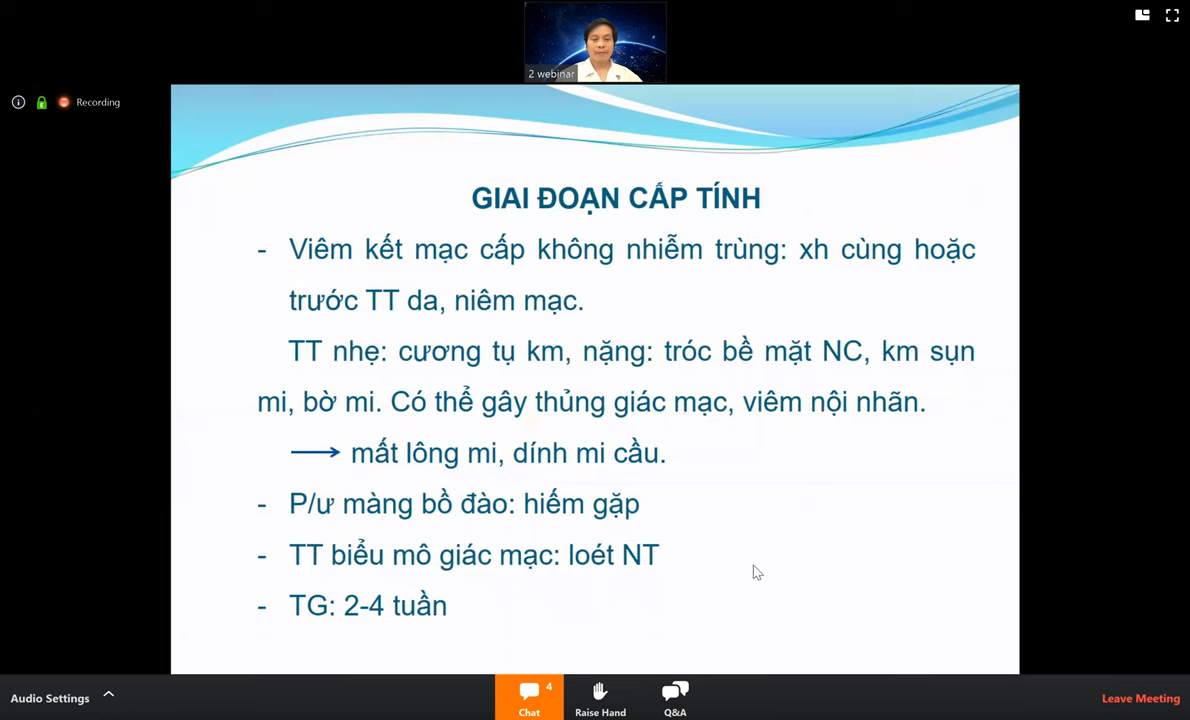 2 webinar
Recording
GIAI ĐOẠN CẤP TÍNH
- Viêm kết mạc cấp không nhiễm trùng: xh cùng hoặc
trước TT da, niêm mạc.
TT nhẹ: cương tụ km, nặng: tróc bề mặt NC, km sụn
mi, bờ mi. Có thể gây thủng giác mạc, viêm nội nhãn.
⟶ mất lông mi, dính mi cầu.
- P/ư màng bồ đào: hiếm gặp
- TT biểu mô giác mạc: loét NT
- TG: 2-4 tuần
Audio Settings
4
Chat
Raise Hand
Q&A
Leave Meeting